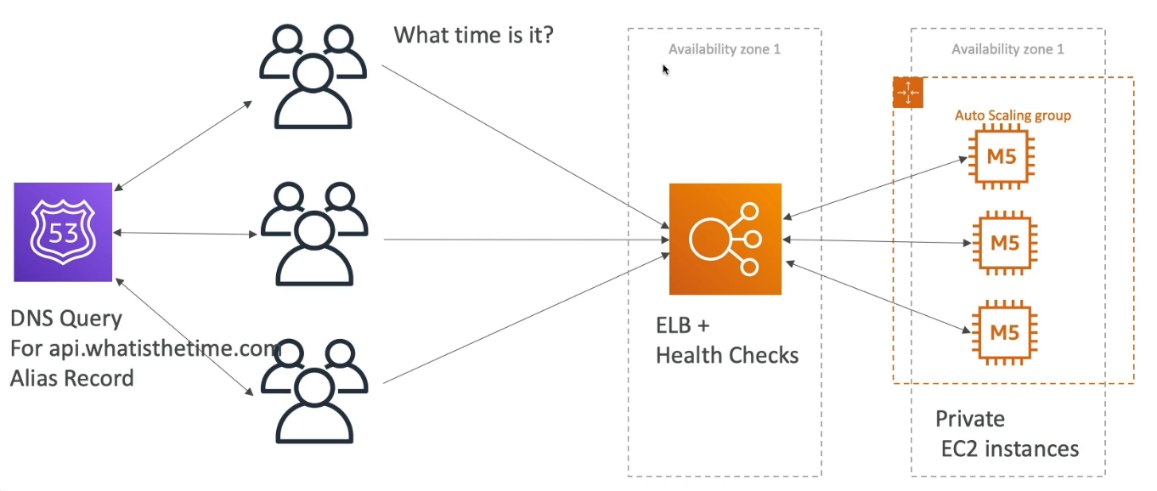 What time is it?
Availability zone 1
Availability zone 1
Auto Scaling group
M5
53
M5
M5
DNS Query
For api.whatisthetime.com
Alias Record
ELB +
Health Checks
Private
EC2 instances